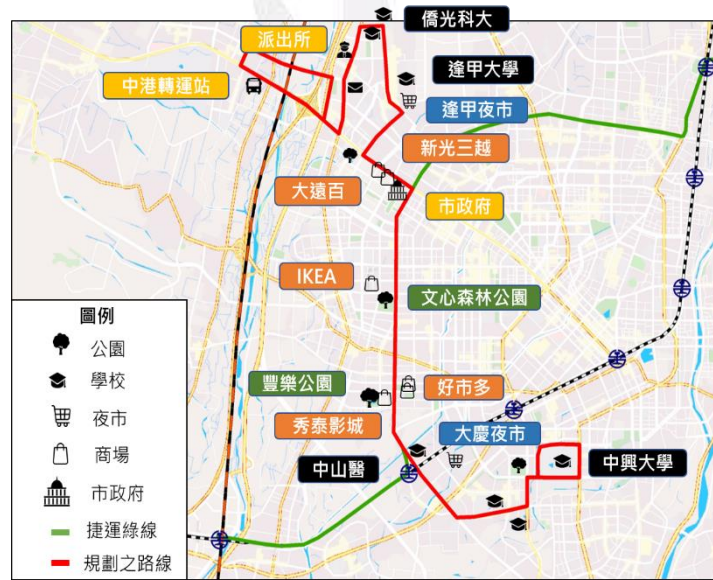 僑光科大
派出所
逢甲大學
中港轉運站
逢甲夜市
新光三越
大遠百
市政府
IKEA
文心森林公園
豐樂公園
好市多
秀泰影城
大慶夜市
中山醫
中興大學
圖例
公園
學校
夜市
商場
市政府
捷運綠線
規劃之路線